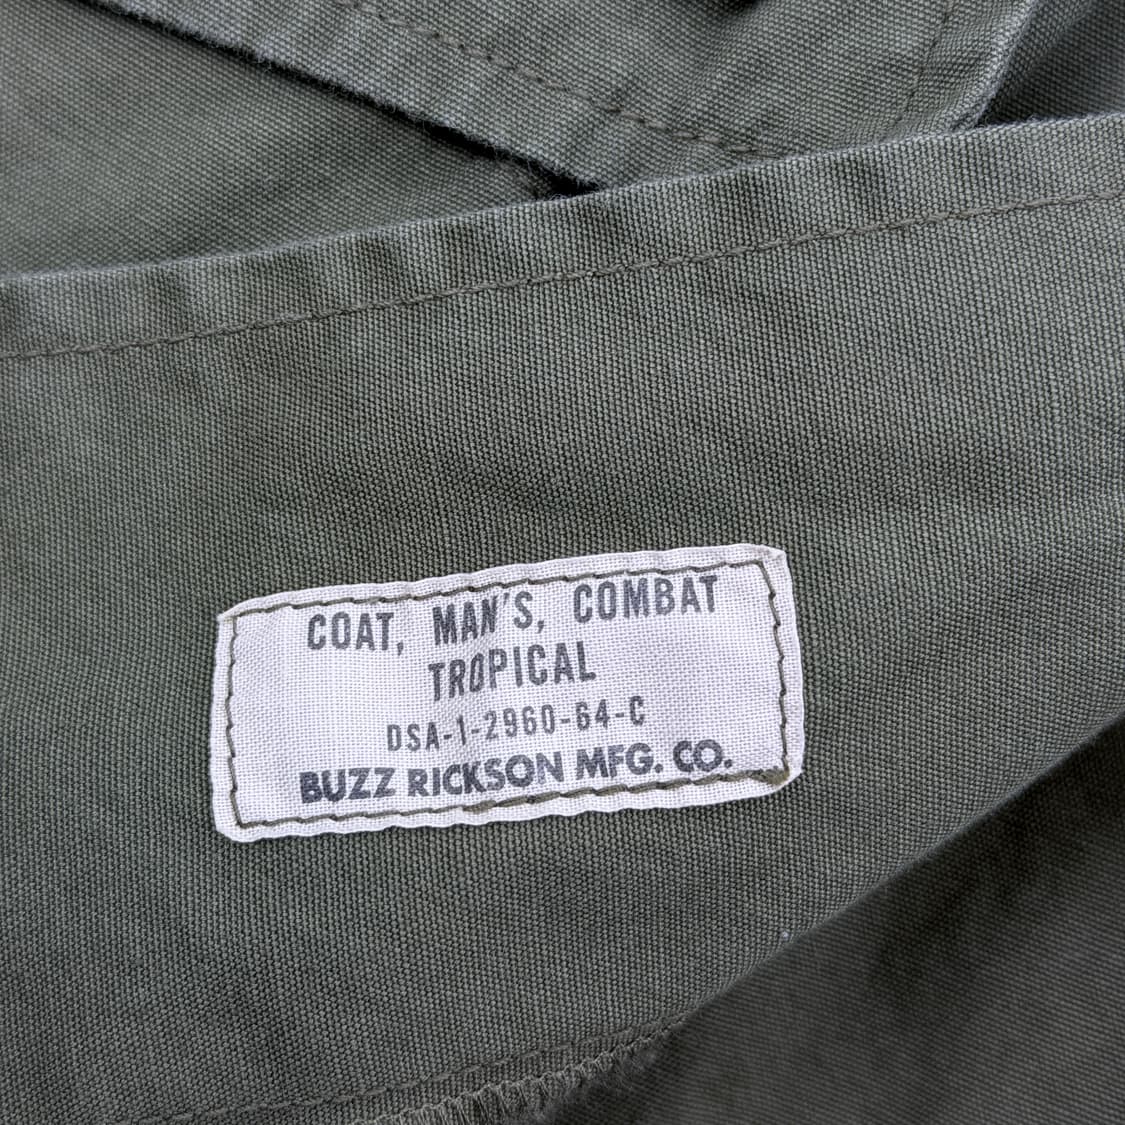 COAT, MAN'S, COMBAT
TROPICAL
DSA-1-2960-64-C
BUZZ RICKSON MFG. CO.